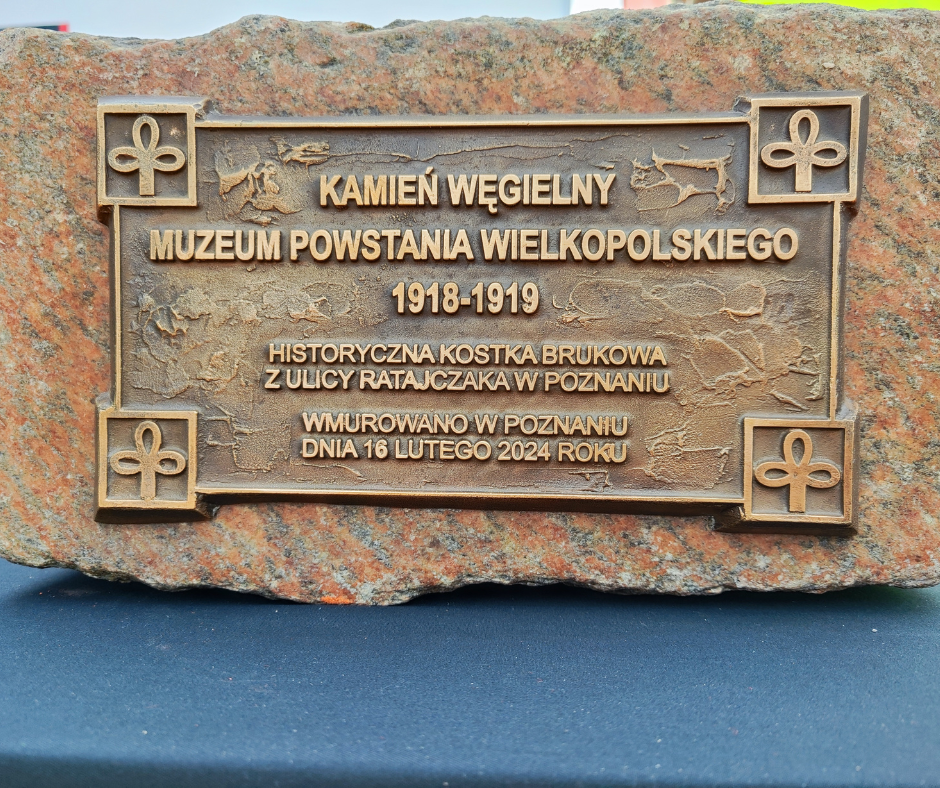 KAMIEŃ WĘGIELNY
MUZEUM POWSTANIA WIELKOPOLSKIEGO
1918-1919
HISTORYCZNA KOSTKA BRUKOWA
Z ULICY RATAJCZAKA W POZNANIU
WMUROWANO W POZNANIU
DNIA 16 LUTEGO 2024 ROKU